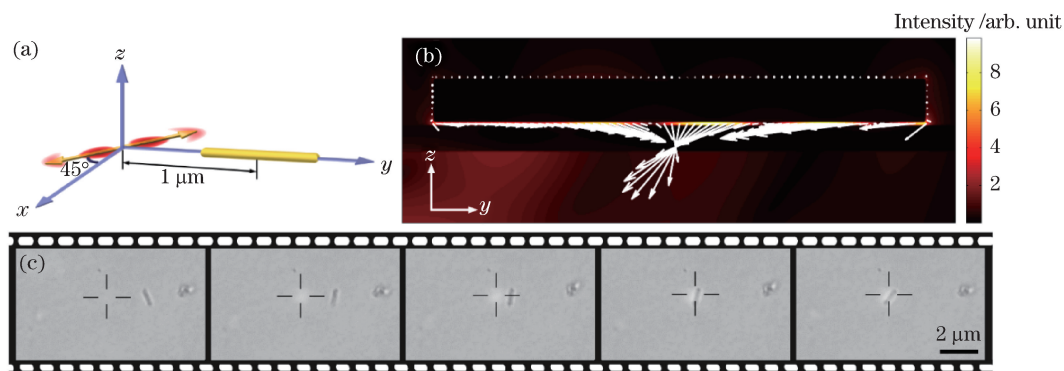 (a)
z
45°
1 μm
x
y
(b)
z
y
Intensity /arb. unit
8
6
4
2
(c)
2 μm